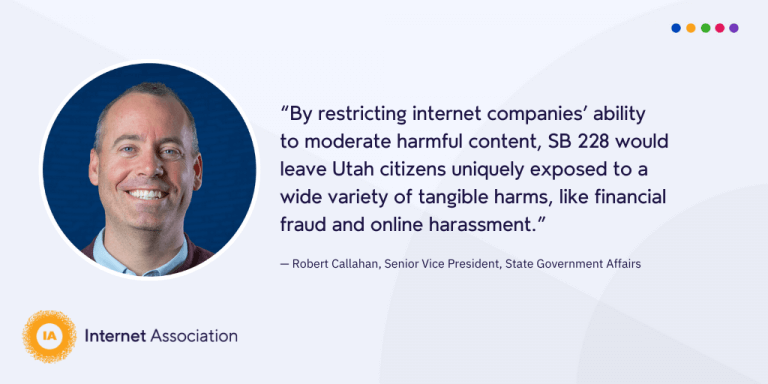 “By restricting internet companies’ ability
to moderate harmful content, SB 228 would
leave Utah citizens uniquely exposed to a
wide variety of tangible harms, like financial
fraud and online harassment.”
— Robert Callahan, Senior Vice President, State Government Affairs
IA
Internet Association